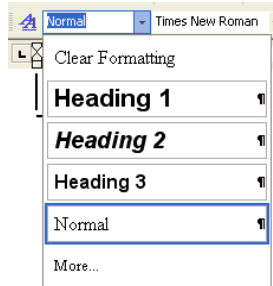 Normal Times New Roman
Clear Formatting
Heading 1 ¶
Heading 2 ¶
Heading 3 ¶
Normal ¶
More...